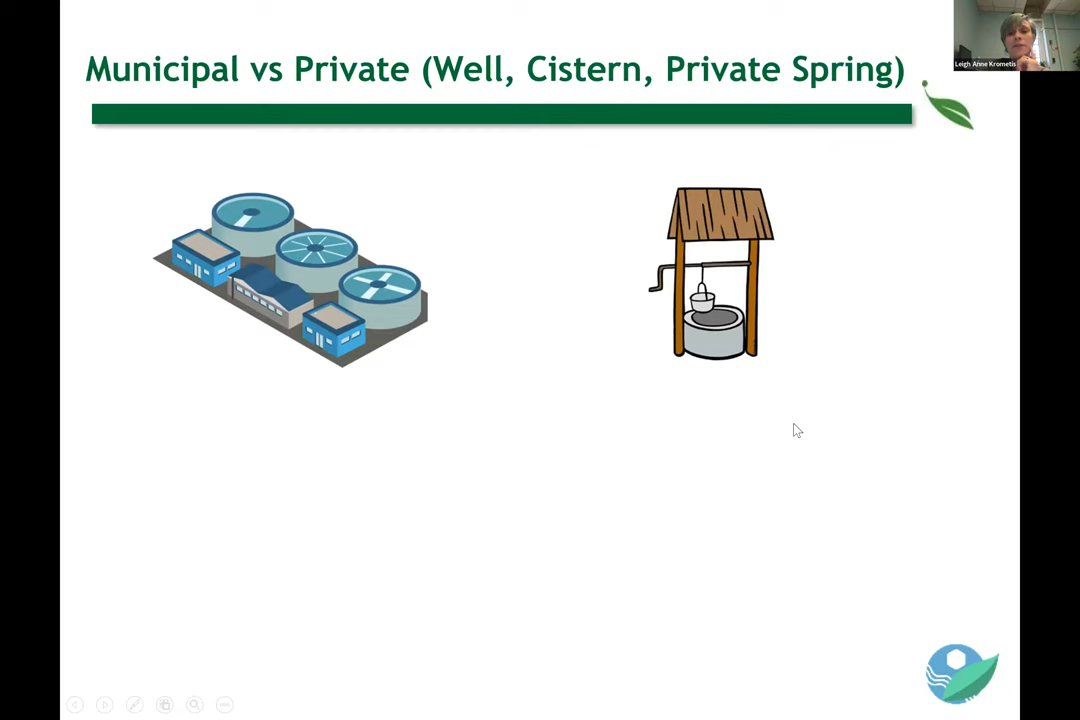 Municipal vs Private (Well, Cistern, Private Spring)
Leigh Anne Krometis